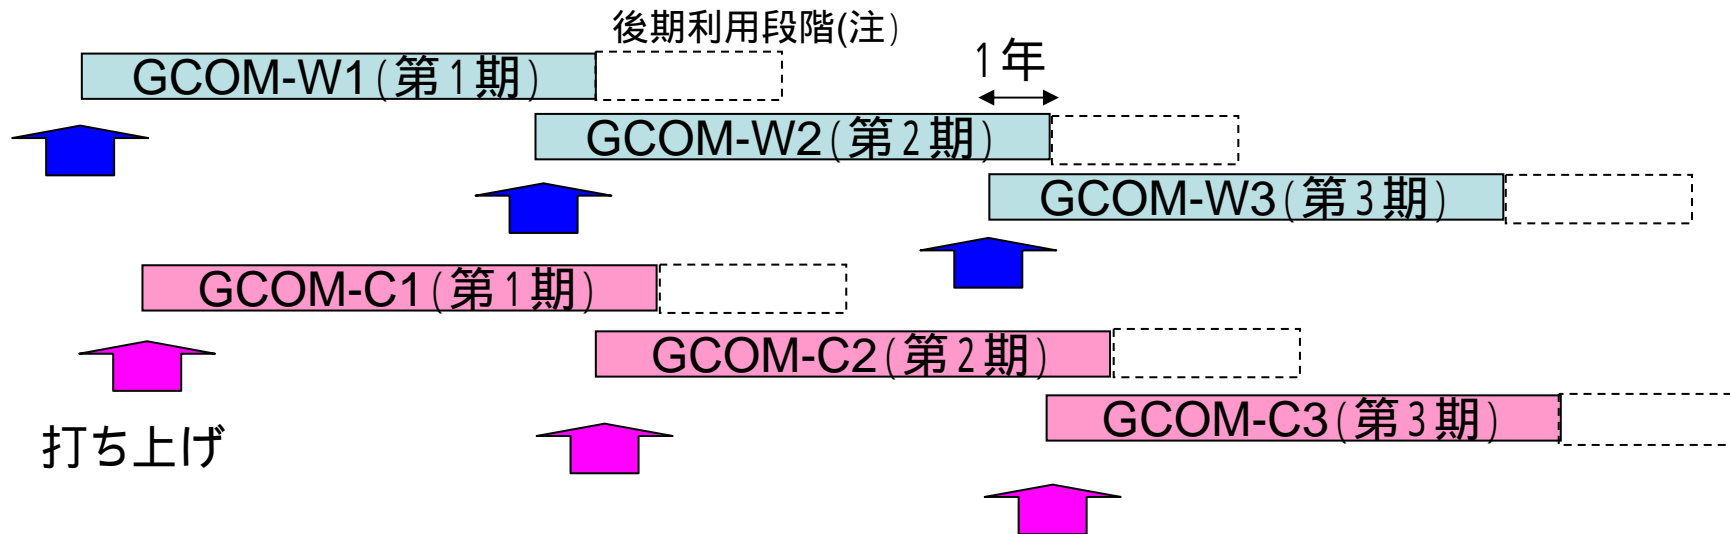 後期利用段階(注)
1年
GCOM-W1(第1期)
GCOM-W2(第2期)
GCOM-W3(第3期)
GCOM-C1(第1期)
GCOM-C2(第2期)
GCOM-C3(第3期)
打ち上げ